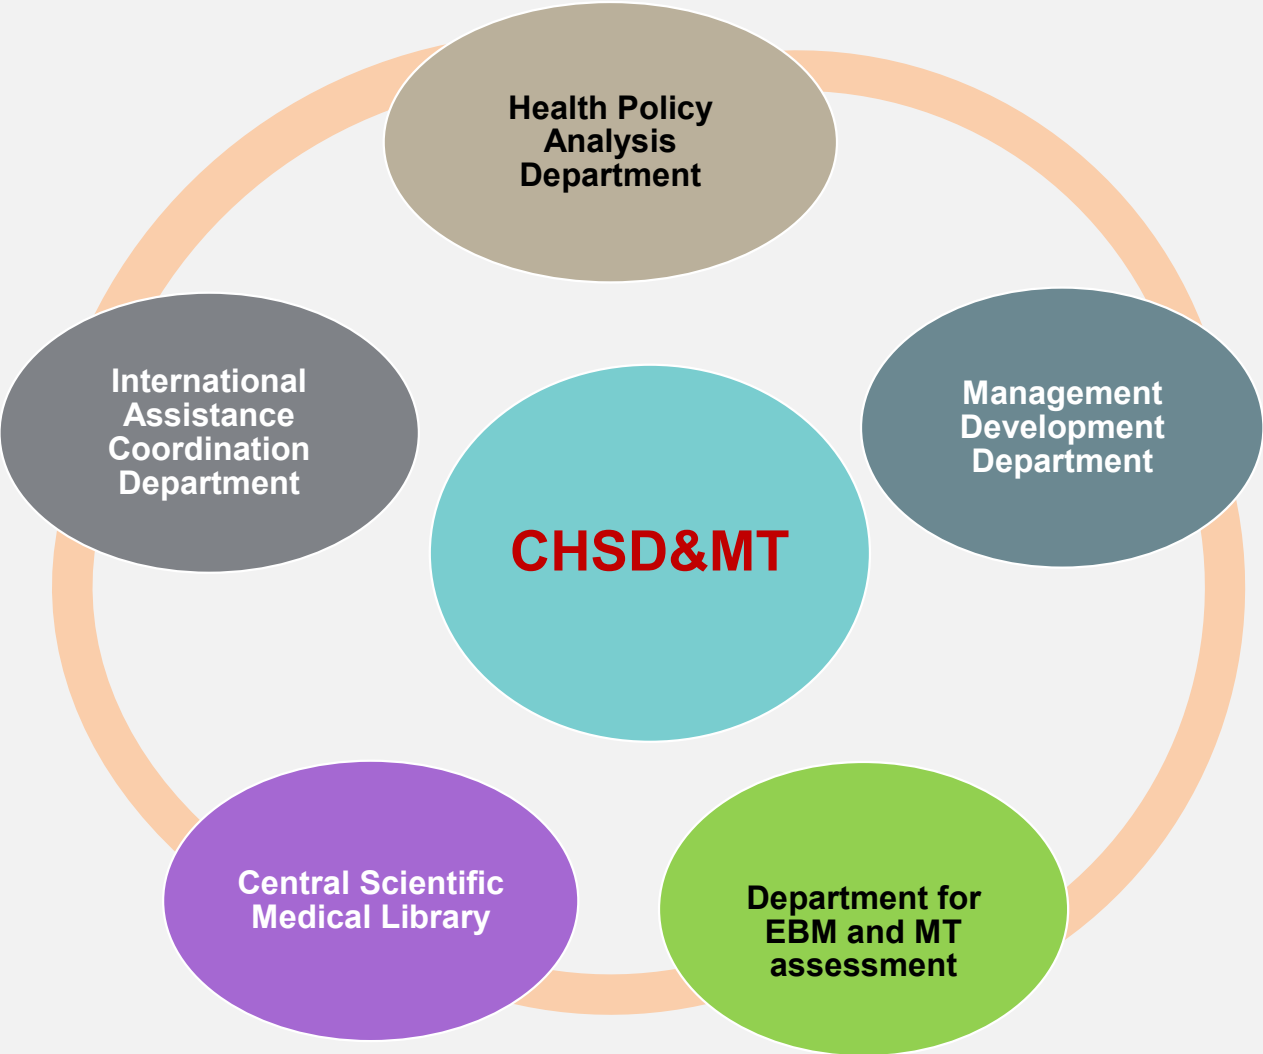 Health Policy
Analysis
Department
International
Assistance
Coordination
Department
Management
Development
Department
CHSD&MT
Central Scientific
Medical Library
Department for
EBM and MT
assessment